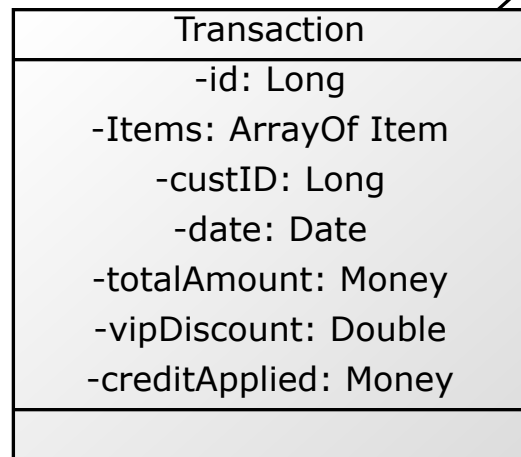 Transaction
-id: Long
-Items: ArrayOf Item
-custID: Long
-date: Date
-totalAmount: Money
-vipDiscount: Double
-creditApplied: Money